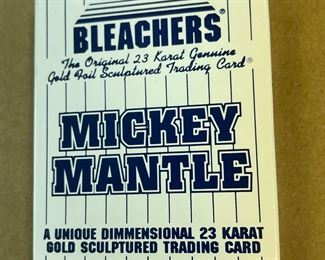 BLEACHERS®
The Original 23 Karat Genuine
Gold Foil Sculptured Trading Card®
MICKEY
MANTLE
A UNIQUE DIMMENSIONAL 23 KARAT
GOLD SCULPTURED TRADING CARD